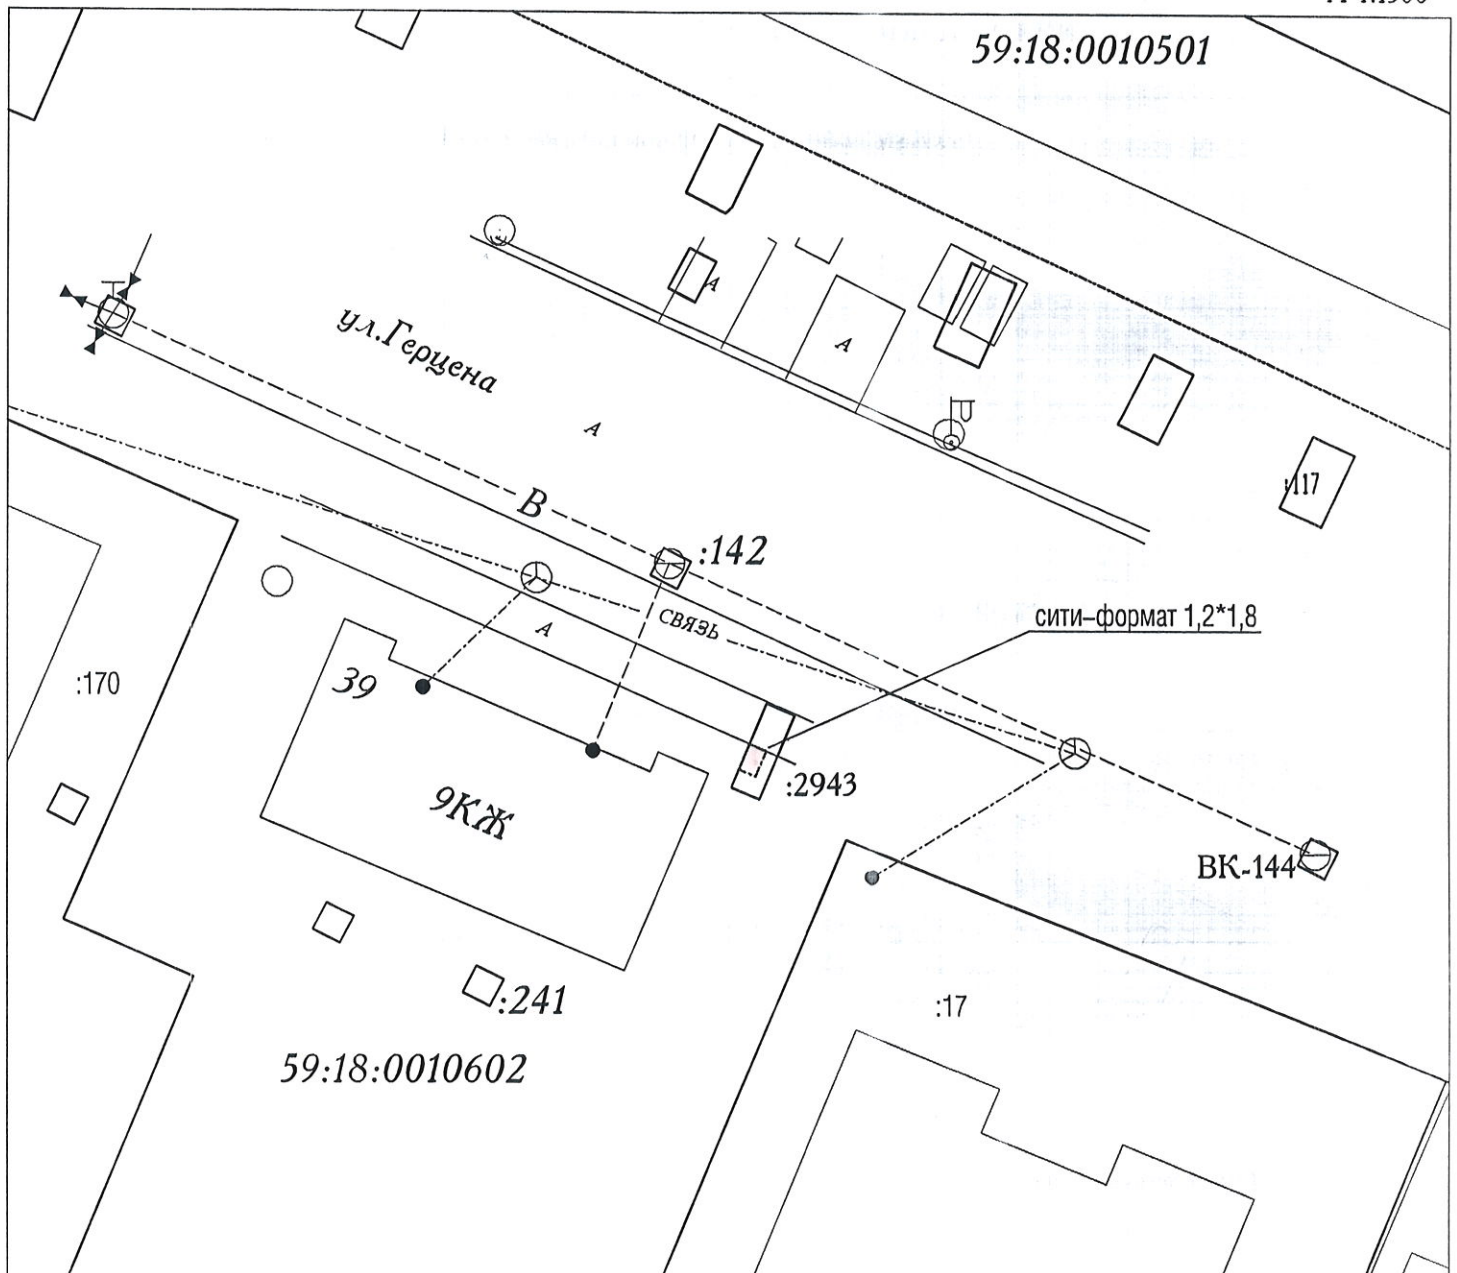 59:18:0010501
А
ул.Герцена
А
А
:117
В
:142
сити-формат 1,2*1,8
связь
А
39
:170
:2943
9КЖ
ВК-144
:241
:17
59:18:0010602